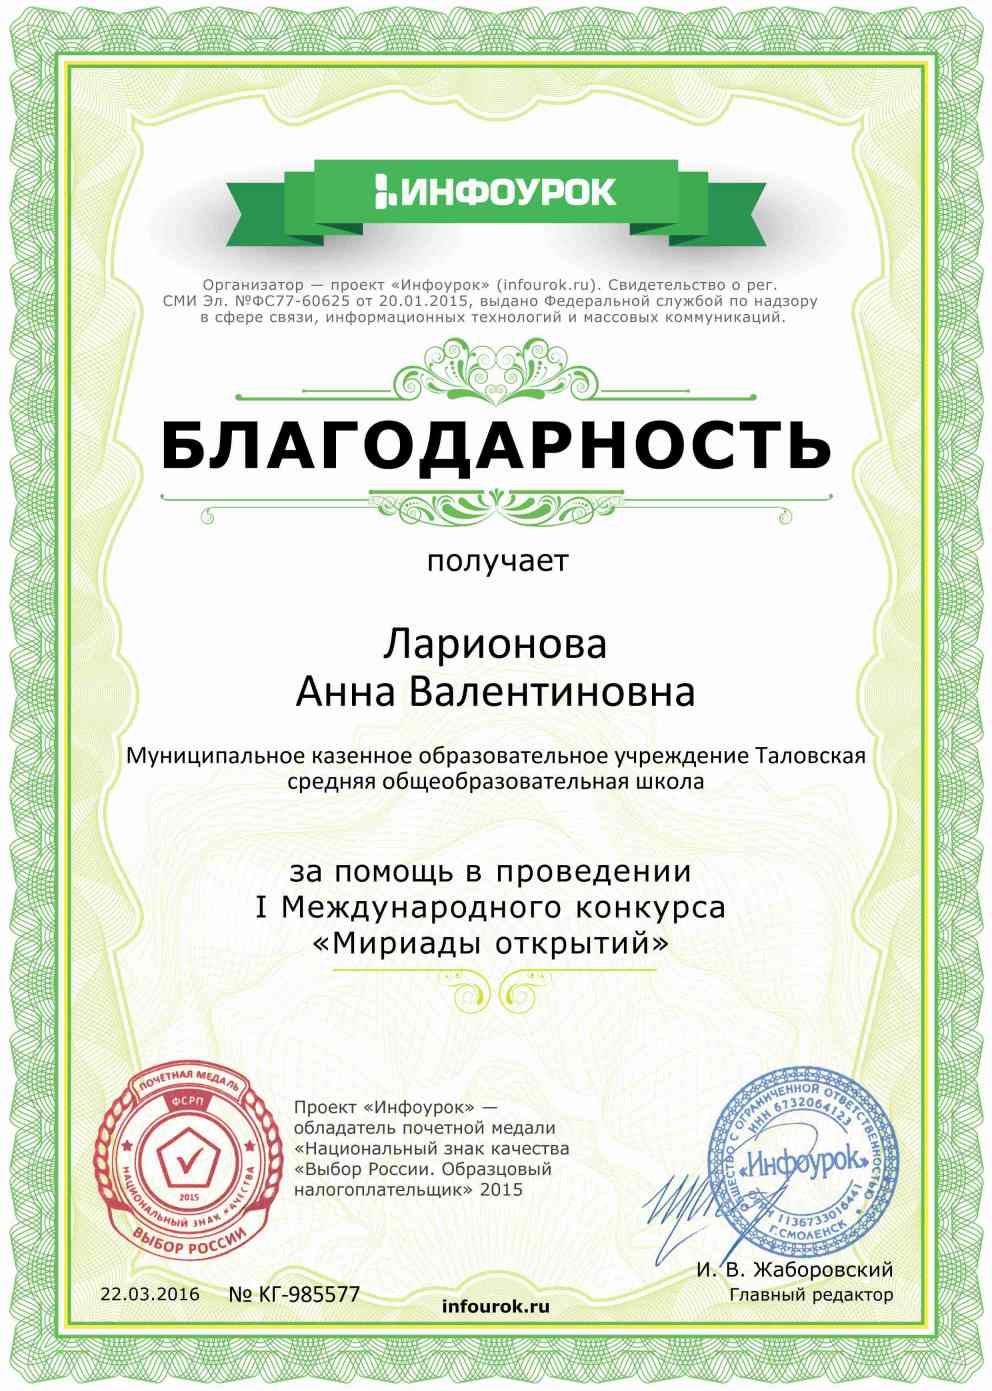 ИНФОУРОК
Организатор — проект «Инфоурок» (infourok.ru). Свидетельство о рег.
СМИ Эл. №ФС77-60625 от 20.01.2015, выдано Федеральной службой по надзору
в сфере связи, информационных технологий и массовых коммуникаций.
БЛАГОДАРНОСТЬ
получает
Ларионова
Анна Валентиновна
Муниципальное казенное образовательное учреждение Таловская
средняя общеобразовательная школа
за помощь в проведении
I Международного конкурса
«Мириады открытий»
ПОЧЕТНАЯ МЕДАЛЬ
ФСРП
2015
НАЦИОНАЛЬНЫЙ ЗНАК КАЧЕСТВА
ВЫБОР РОССИИ
Проект «Инфоурок» —
обладатель почетной медали
«Национальный знак качества
«Выбор России. Образцовый
налогоплательщик» 2015
ОБЩЕСТВО С ОГРАНИЧЕННОЙ ОТВЕТСТВЕННОСТЬЮ
ИНН 6732064123
«Инфоурок»
ОГРН 1136733016441
Г.СМОЛЕНСК
И. В. Жаборовский
Главный редактор
22.03.2016 № КГ-985577
infourok.ru